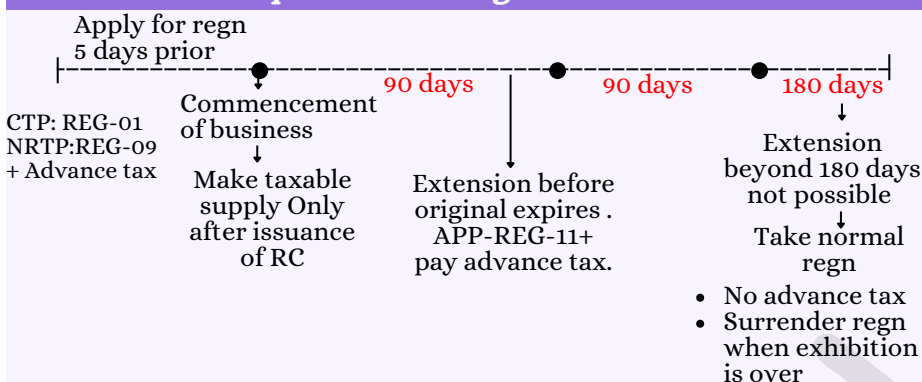 Apply for regn
5 days prior
90 days
90 days
180 days
CTP: REG-01
NRTP:REG-09
+ Advance tax
Commencement
of business
Make taxable
supply Only
after issuance
of RC
Extension before
original expires .
APP-REG-11+
pay advance tax.
Extension
beyond 180 days
not possible
Take normal
regn
• No advance tax
• Surrender regn
when exhibition
is over